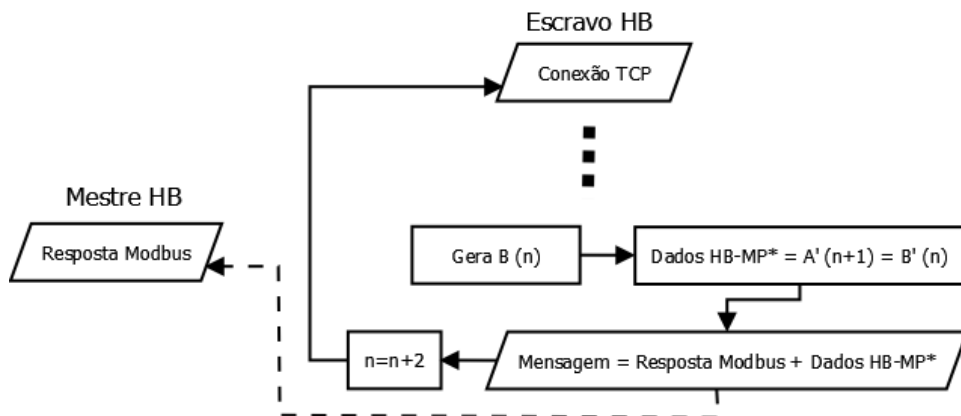 Escravo HB
Conexão TCP
Mestre HB
Resposta Modbus
Gera B (n)
Dados HB-MP* = A' (n+1) = B' (n)
n=n+2
Mensagem = Resposta Modbus + Dados HB-MP*